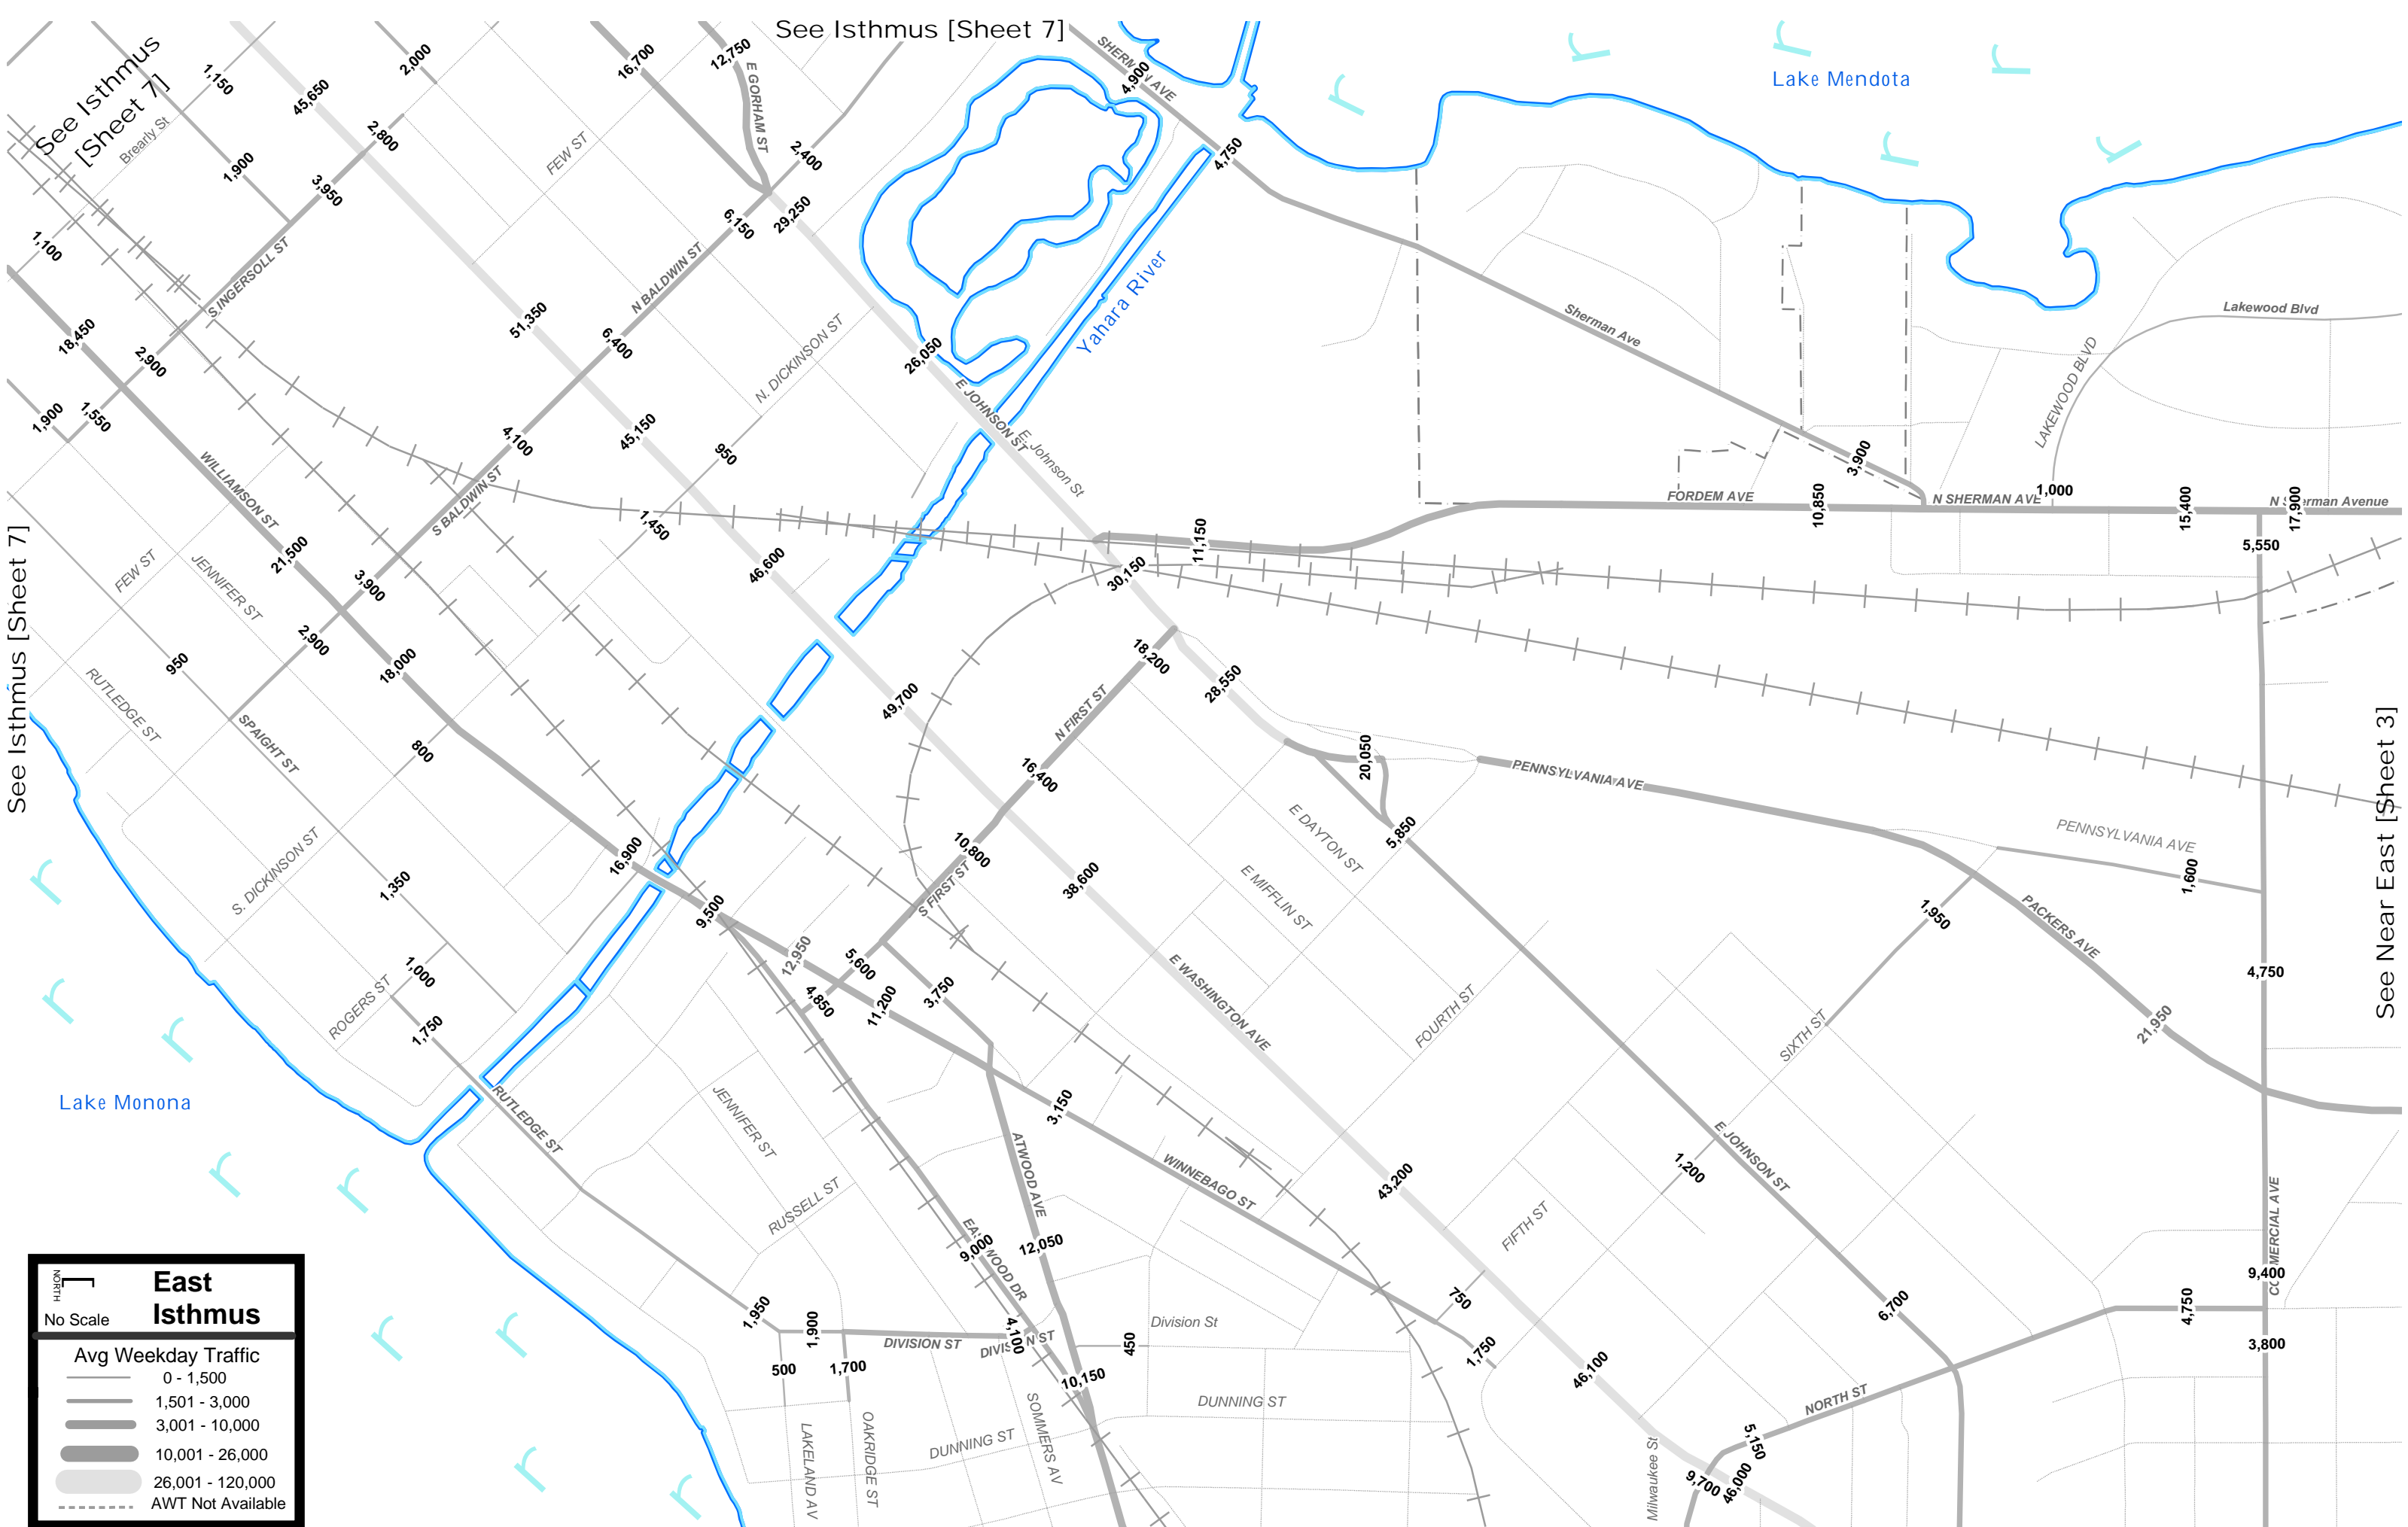 See Isthmus [Sheet 7]
See Isthmus
[Sheet 7]
See Isthmus [Sheet 7]
See Near East [Sheet 3]
Lake Mendota
Lake Monona
Yahara River
1,150
45,650
2,000
16,700
12,750
E GORHAM ST
SHERMAN AVE
4,900
4,750
Brearly St
2,800
1,900
3,950
FEW ST
2,400
6,150
29,250
1,100
S INGERSOLL ST
N BALDWIN ST
18,450
2,900
51,350
6,400
26,050
N. DICKINSON ST
E JOHNSON ST
E. Johnson St
Sherman Ave
Lakewood Blvd
LAKEWOOD BLVD
1,900
1,550
4,100
45,150
950
3,900
FORDEM AVE
10,850
N SHERMAN AVE
1,000
15,400
17,900
N Sherman Avenue
5,550
WILLIAMSON ST
S BALDWIN ST
21,500
1,450
46,600
11,150
30,150
FEW ST
JENNIFER ST
3,900
2,900
18,000
950
RUTLEDGE ST
SPAIGHT ST
800
49,700
N FIRST ST
18,200
28,550
16,400
20,050
5,850
PENNSYLVANIA AVE
PENNSYLVANIA AVE
1,600
E DAYTON ST
E MIFFLIN ST
10,800
S FIRST ST
38,600
16,900
9,500
12,950
5,600
4,850
11,200
3,750
S. DICKINSON ST
1,350
1,000
ROGERS ST
1,750
RUTLEDGE ST
E WASHINGTON AVE
FOURTH ST
1,950
PACKERS AVE
4,750
21,950
SIXTH ST
3,150
JENNIFER ST
RUSSELL ST
ATWOOD AVE
WINNEBAGO ST
43,200
1,200
E JOHNSON ST
FIFTH ST
COMMERCIAL AVE
EASTWOOD DR
9,000
12,050
9,400
750
6,700
4,750
3,800
1,950
1,900
DIVISION ST
DIVISION ST
4,100
Division St
450
1,750
46,100
500
1,700
10,150
DUNNING ST
DUNNING ST
SOMMERS AV
LAKELAND AV
OAKRIDGE ST
NORTH ST
5,150
9,700
46,000
Milwaukee St
NORTH
No Scale
East
Isthmus
Avg Weekday Traffic
0 - 1,500
1,501 - 3,000
3,001 - 10,000
10,001 - 26,000
26,001 - 120,000
AWT Not Available